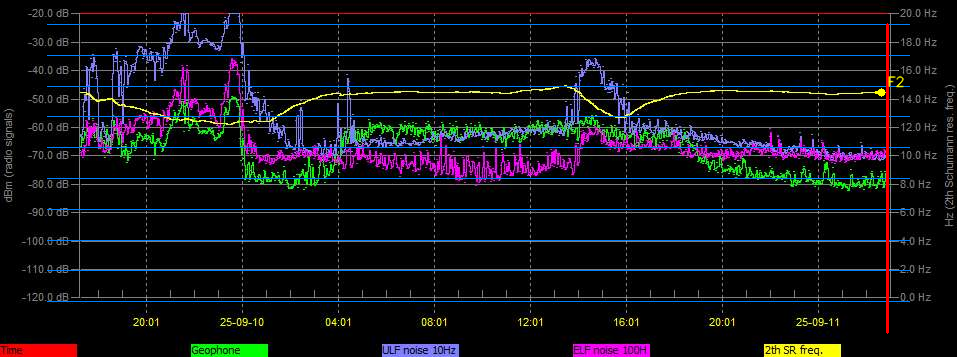 -20.0 dB 20.0 Hz
-30.0 dB 18.0 Hz
-40.0 dB 16.0 Hz
F2
-50.0 dB 14.0 Hz
-60.0 dB 12.0 Hz
-70.0 dB 10.0 Hz
-80.0 dB 8.0 Hz
-90.0 dB 6.0 Hz
-100.0 dB 4.0 Hz
-110.0 dB 2.0 Hz
-120.0 dB 0.0 Hz
dBm (radio signals)
Hz (2th Schumann res. freq.)
20:01 25-09-10 04:01 08:01 12:01 16:01 20:01 25-09-11
Time Geophone ULF noise 10Hz ELF noise 100H 2th SR freq.